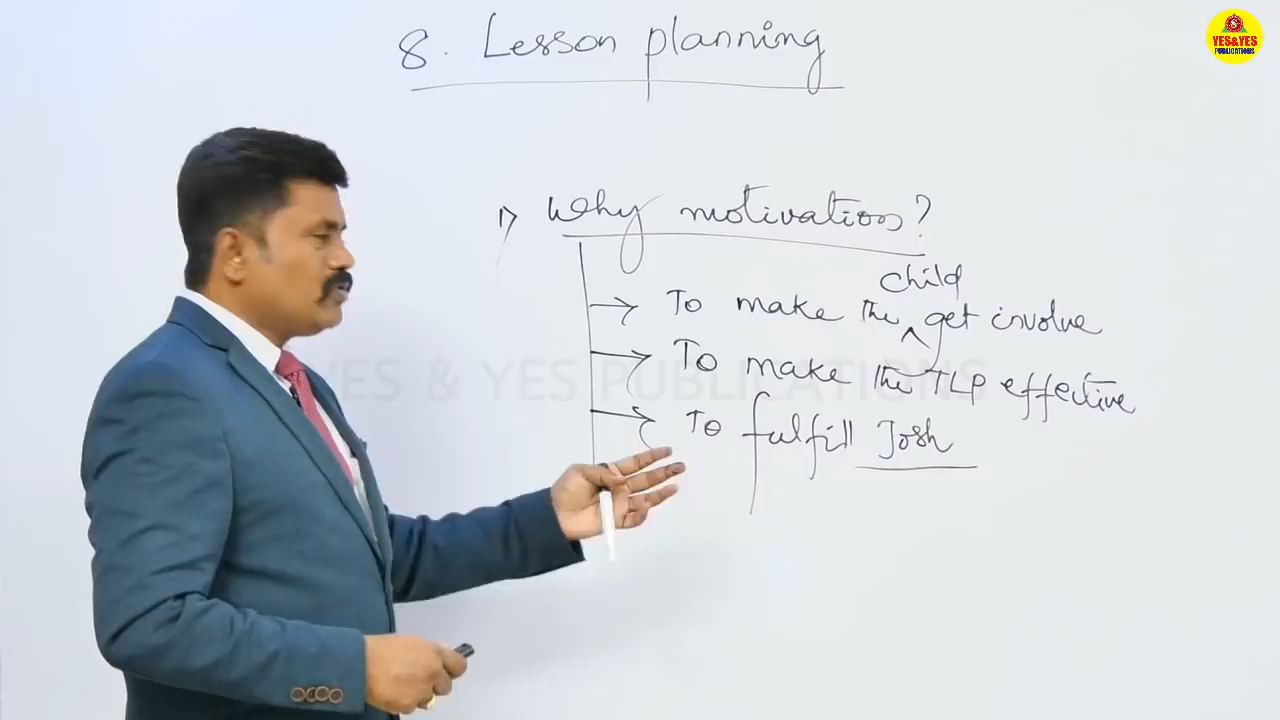 8. Lesson planning
YES&YES
PUBLICATIONS
1) Why motivation?
child
→ To make the ^ get involve
→ To make the TLP effective
→ To fulfill Josh
YES & YES PUBLICATIONS